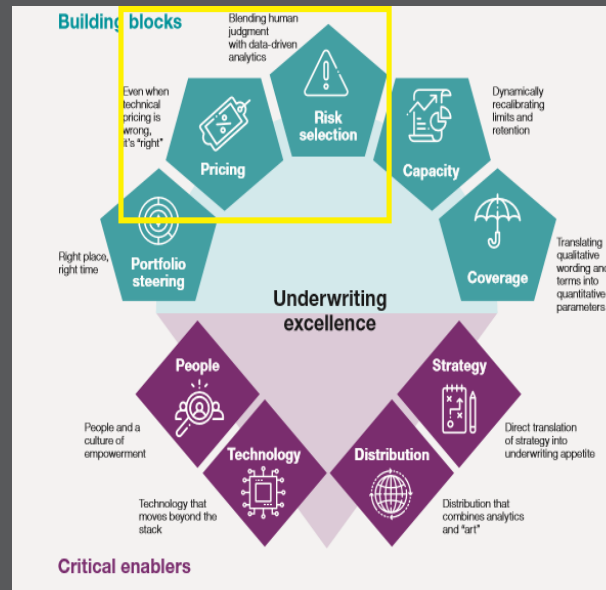 Building blocks
Blending human
judgment
with data-driven
analytics
Even when
technical
pricing is
wrong,
it's "right"
Risk
selection
Pricing
Dynamically
recalibrating
limits and
retention
Capacity
Right place,
right time
Portfolio
steering
Coverage
Translating
qualitative
wording and
terms into
quantitative
parameters
Underwriting
excellence
People
Strategy
People and a
culture of
empowerment
Technology
Distribution
Direct translation
of strategy into
underwriting appetite
Technology that
moves beyond the
stack
Distribution that
combines analytics
and "art"
Critical enablers